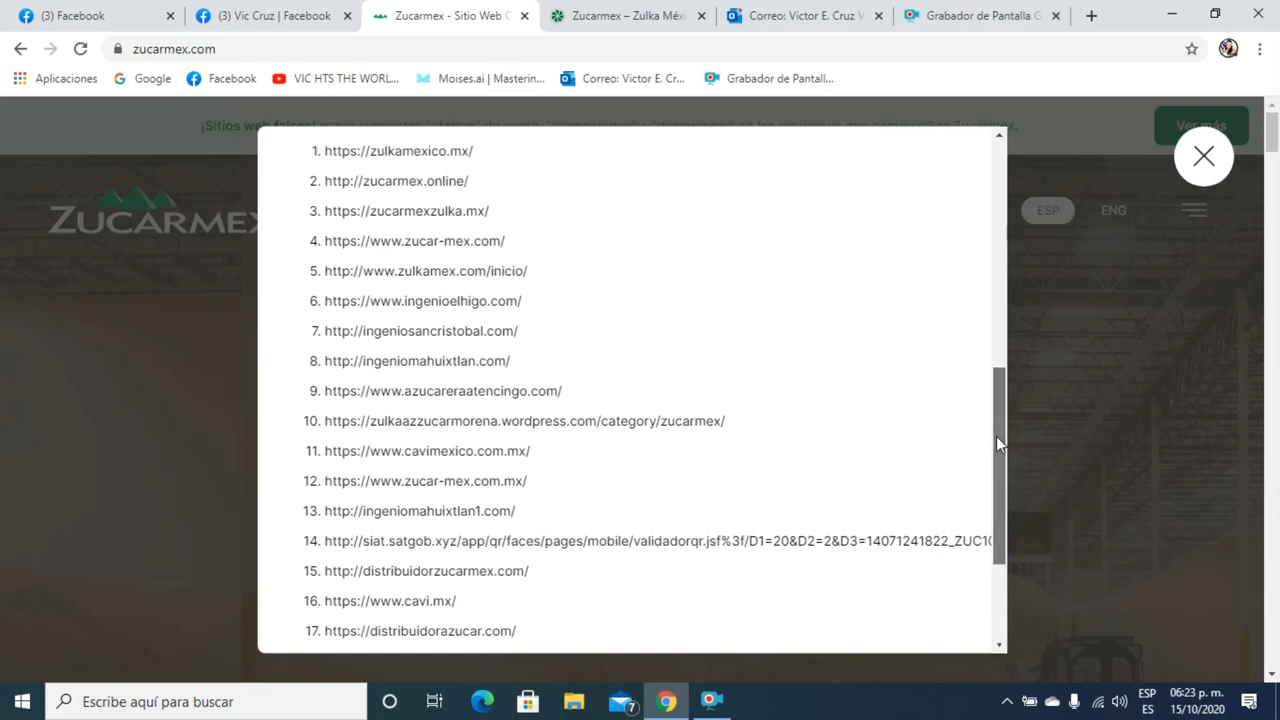 (3) Facebook
(3) Vic Cruz | Facebook
Zucarmex - Sitio Web C
Zucarmex – Zulka Méxi
Correo: Victor E. Cruz V
Grabador de Pantalla G
zucarmex.com
Aplicaciones
Google
Facebook
VIC HTS THE WORL...
Moises.ai | Masterin...
Correo: Victor E. Cr...
Grabador de Pantall...
¡Sitios web falsos!
Ver más
ZUCARMEX
ESP
ENG
1. https://zulkamexico.mx/
2. http://zucarmex.online/
3. https://zucarmexzulka.mx/
4. https://www.zucar-mex.com/
5. http://www.zulkamex.com/inicio/
6. https://www.ingenioelhigo.com/
7. http://ingeniosancristobal.com/
8. http://ingeniomahuixtlan.com/
9. https://www.azucareraatencingo.com/
10. https://zulkaazzucarmorena.wordpress.com/category/zucarmex/
11. https://www.cavimexico.com.mx/
12. https://www.zucar-mex.com.mx/
13. http://ingeniomahuixtlan1.com/
14. http://siat.satgob.xyz/app/qr/faces/pages/mobile/validadorqr.jsf%3f/D1=20&D2=2&D3=14071241822_ZUC10
15. http://distribuidorzucarmex.com/
16. https://www.cavi.mx/
17. https://distribuidorazucar.com/
Escribe aquí para buscar
7
ESP
ES
06:23 p. m.
15/10/2020